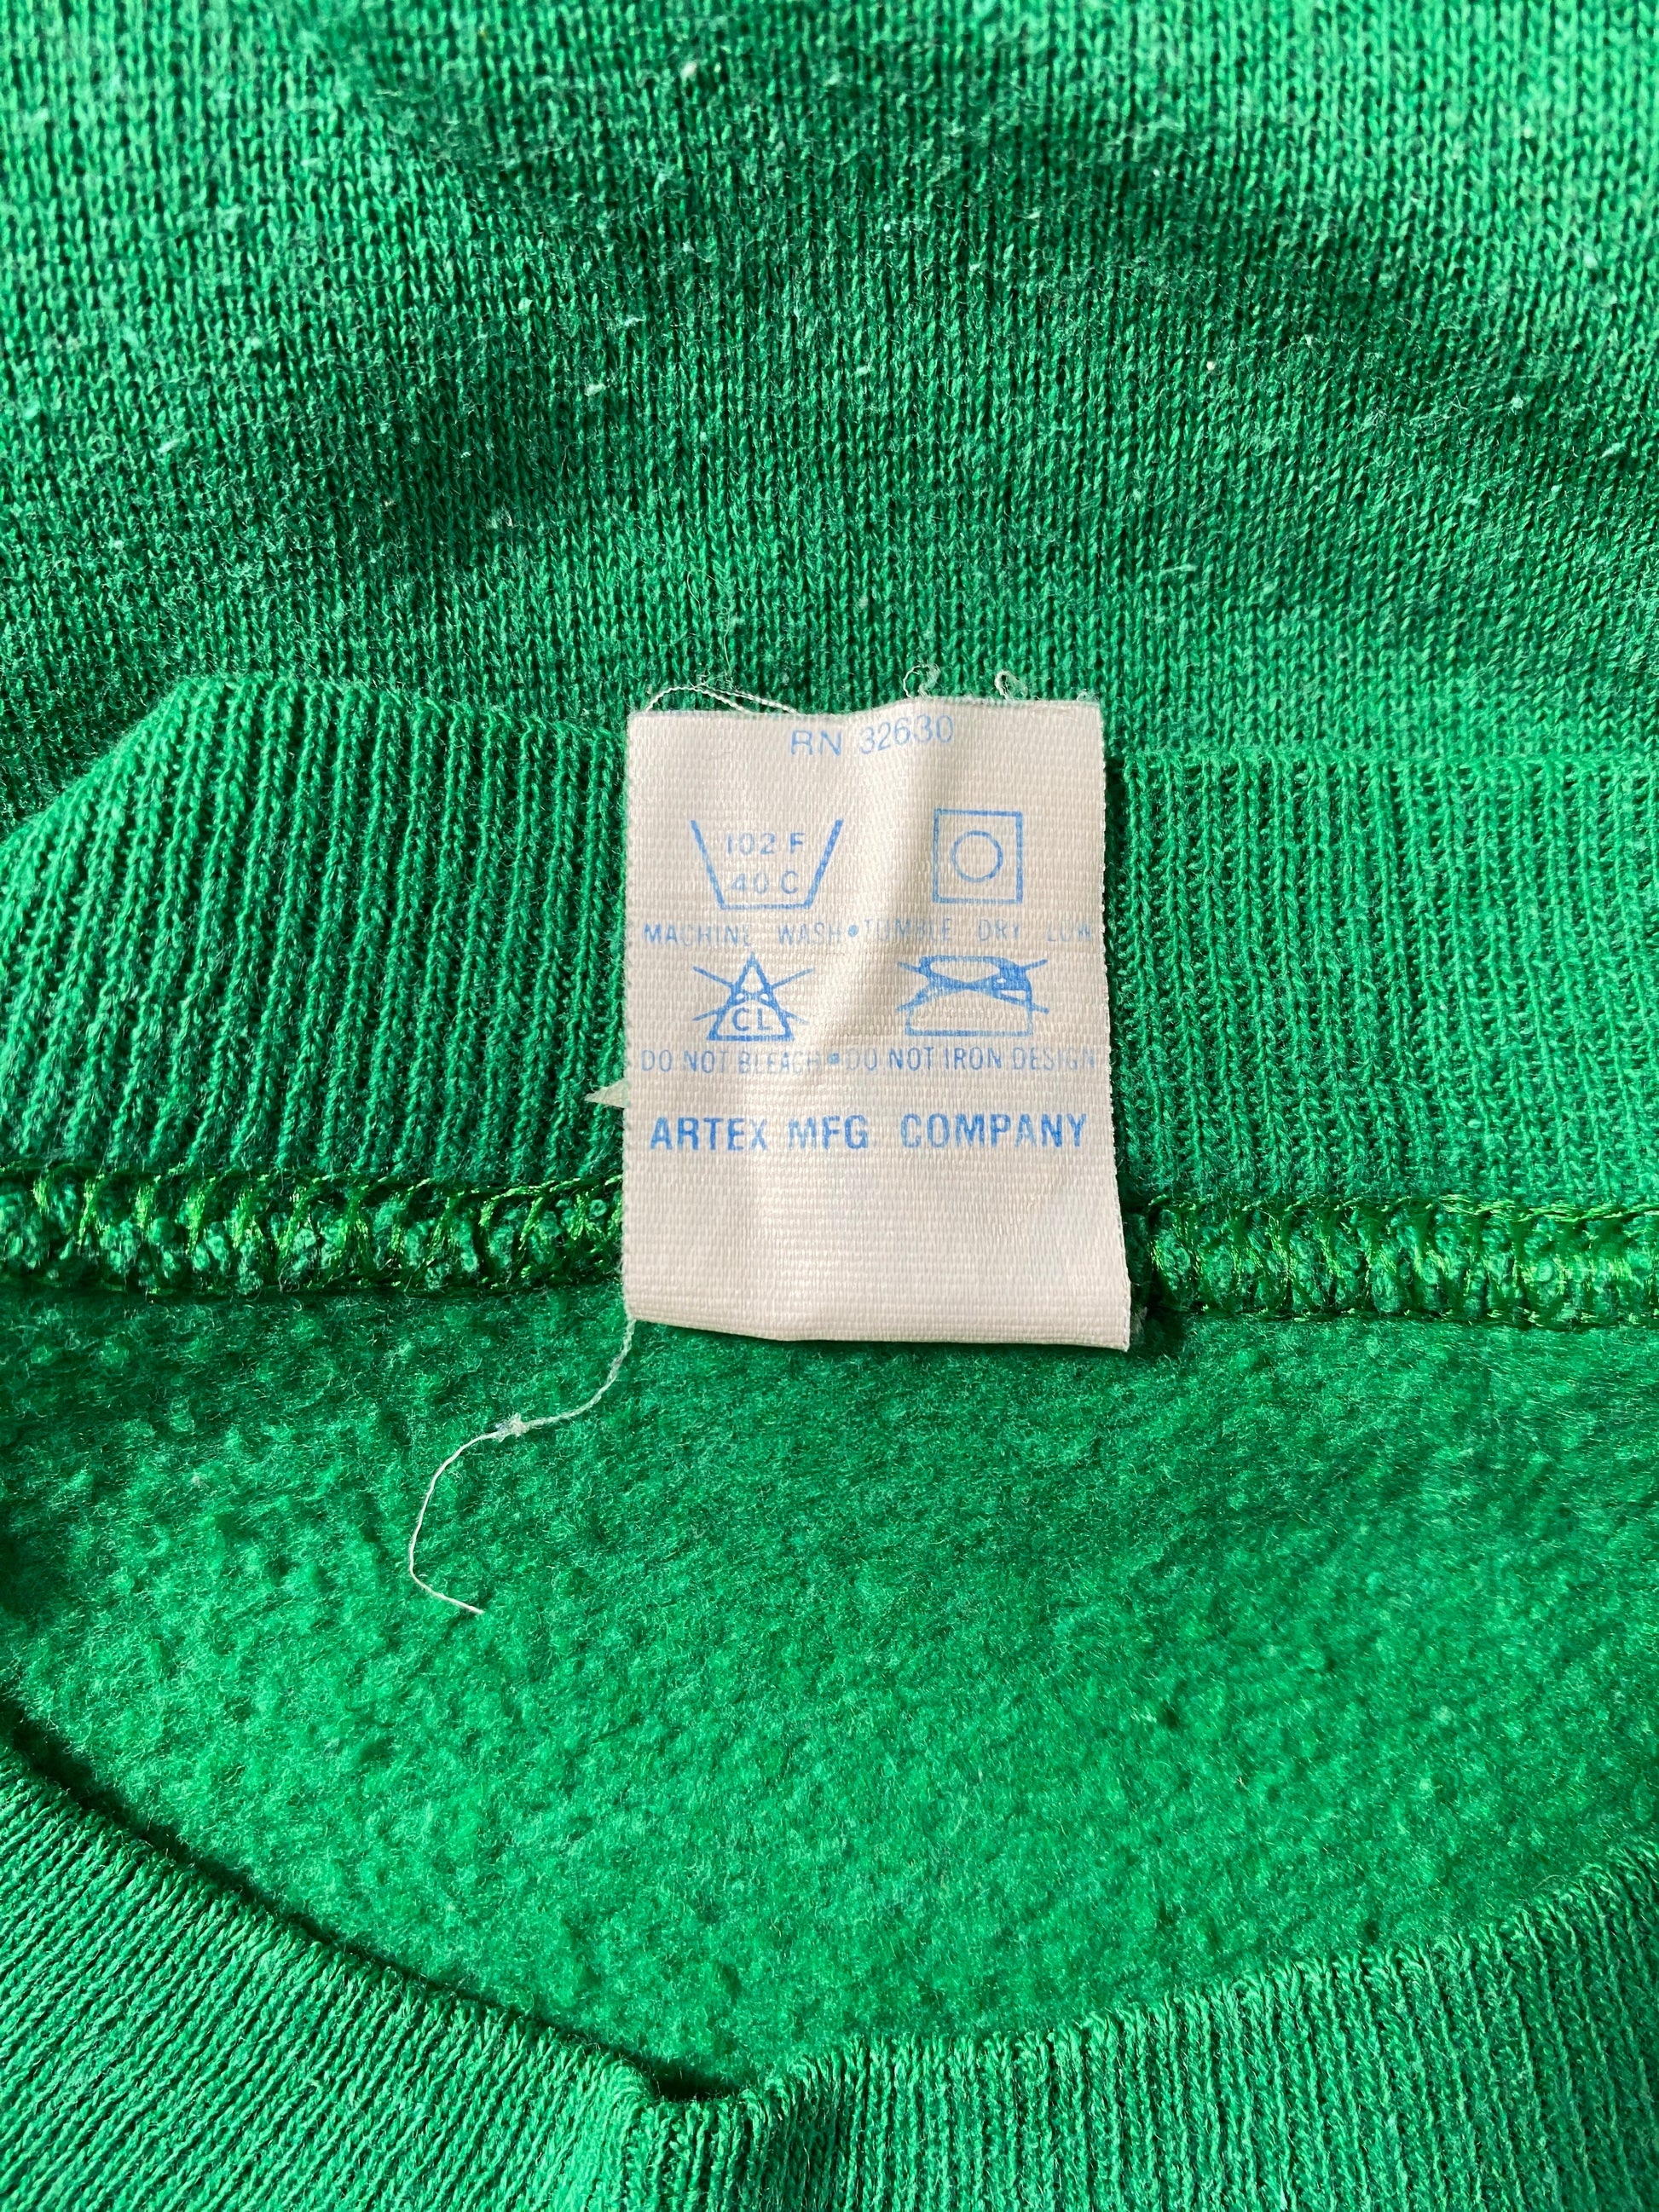 RN 32630
102 F
40 C
MACHINE WASH • TUMBLE DRY LOW
CL
DO NOT BLEACH • DO NOT IRON DESIGN
ARTEX MFG COMPANY